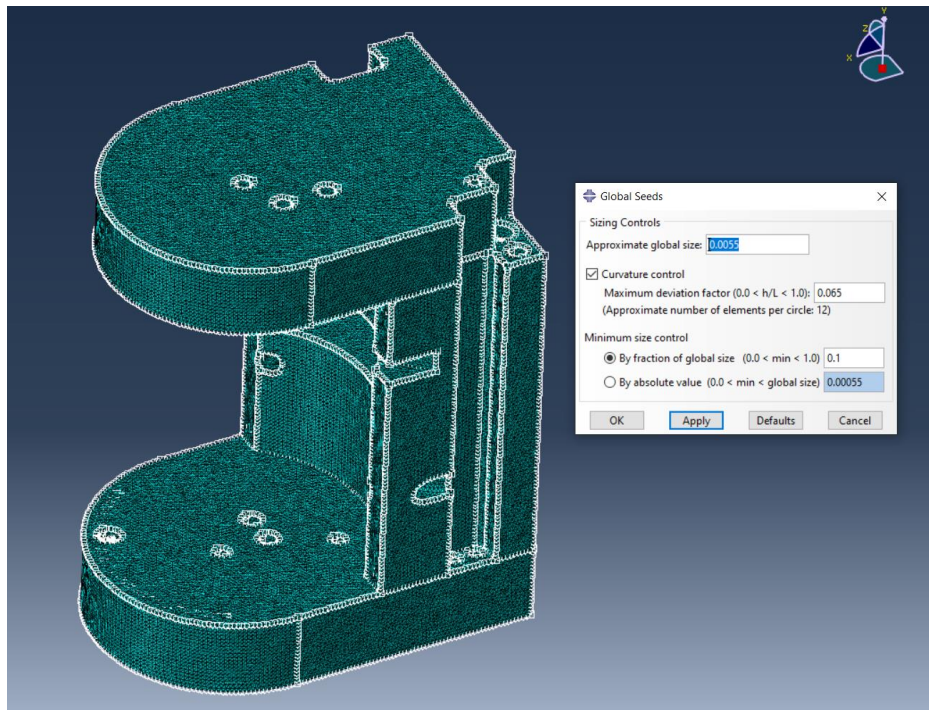 Y
Z
X
Global Seeds
Sizing Controls
Approximate global size: 0.0055
Curvature control
Maximum deviation factor (0.0 < h/L < 1.0): 0.065
(Approximate number of elements per circle: 12)
Minimum size control
By fraction of global size (0.0 < min < 1.0) 0.1
By absolute value (0.0 < min < global size) 0.00055
OK Apply Defaults Cancel